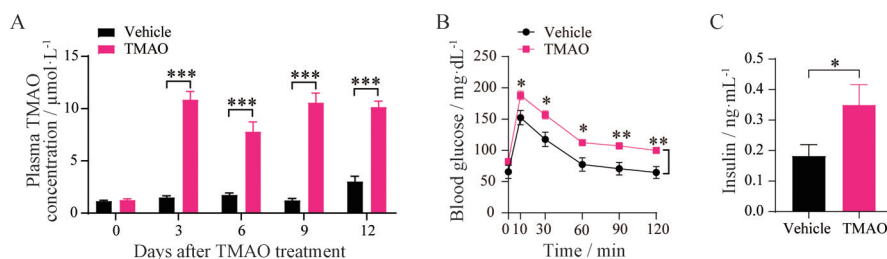 A
Vehicle
TMAO
Plasma TMAO
concentration / μmol·L⁻¹
15
10
5
0
***
***
***
***
0 3 6 9 12
Days after TMAO treatment
B
Vehicle
TMAO
Blood glucose / mg·dL⁻¹
250
200
150
100
50
0
*
*
*
**
**
0 10 30 60 90 120
Time / min
C
Insulin / ng·mL⁻¹
0.5
0.4
0.3
0.2
0.1
0.0
*
Vehicle TMAO